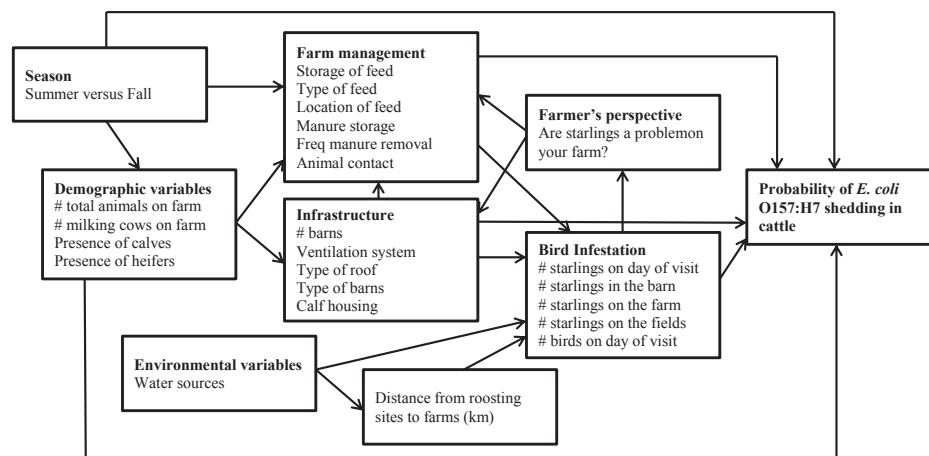 Season
Summer versus Fall
Farm management
Storage of feed
Type of feed
Location of feed
Manure storage
Freq manure removal
Animal contact
Farmer's perspective
Are starlings a problemon
your farm?
Demographic variables
# total animals on farm
# milking cows on farm
Presence of calves
Presence of heifers
Infrastructure
# barns
Ventilation system
Type of roof
Type of barns
Calf housing
Bird Infestation
# starlings on day of visit
# starlings in the barn
# starlings on the farm
# starlings on the fields
# birds on day of visit
Probability of E. coli
O157:H7 shedding in
cattle
Environmental variables
Water sources
Distance from roosting
sites to farms (km)